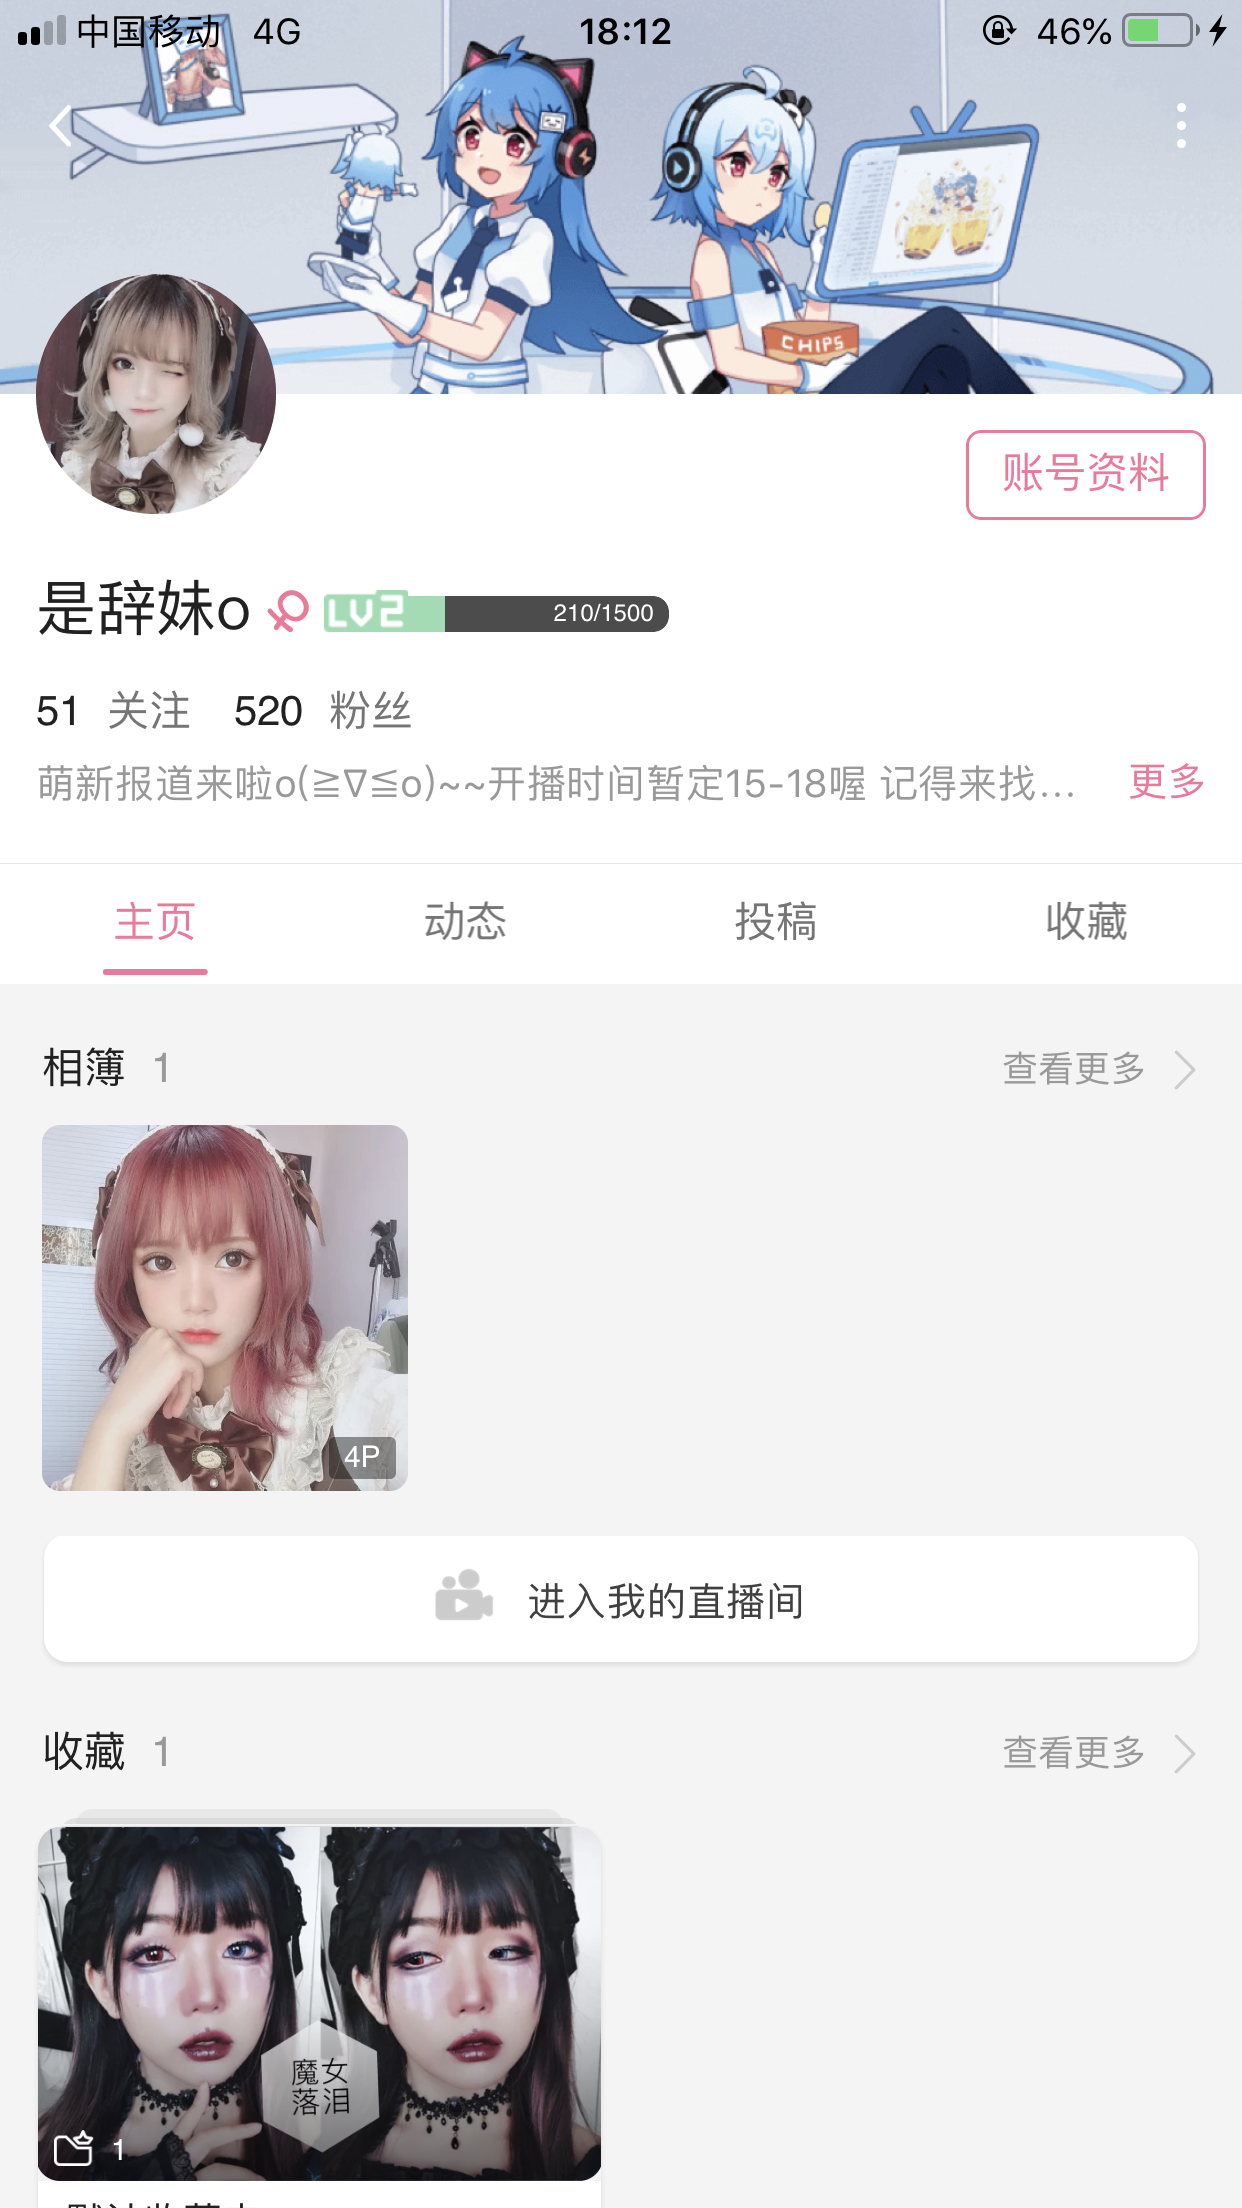 中国移动 4G 18:12 46%
CHIPS
账号资料
是辞妹o LV2 210/1500
51 关注 520 粉丝
萌新报道来啦o(≧∇≦o)~~开播时间暂定15-18喔 记得来找... 更多
主页 动态 投稿 收藏
相簿 1 查看更多
4P
进入我的直播间
收藏 1 查看更多
魔女
落泪
1